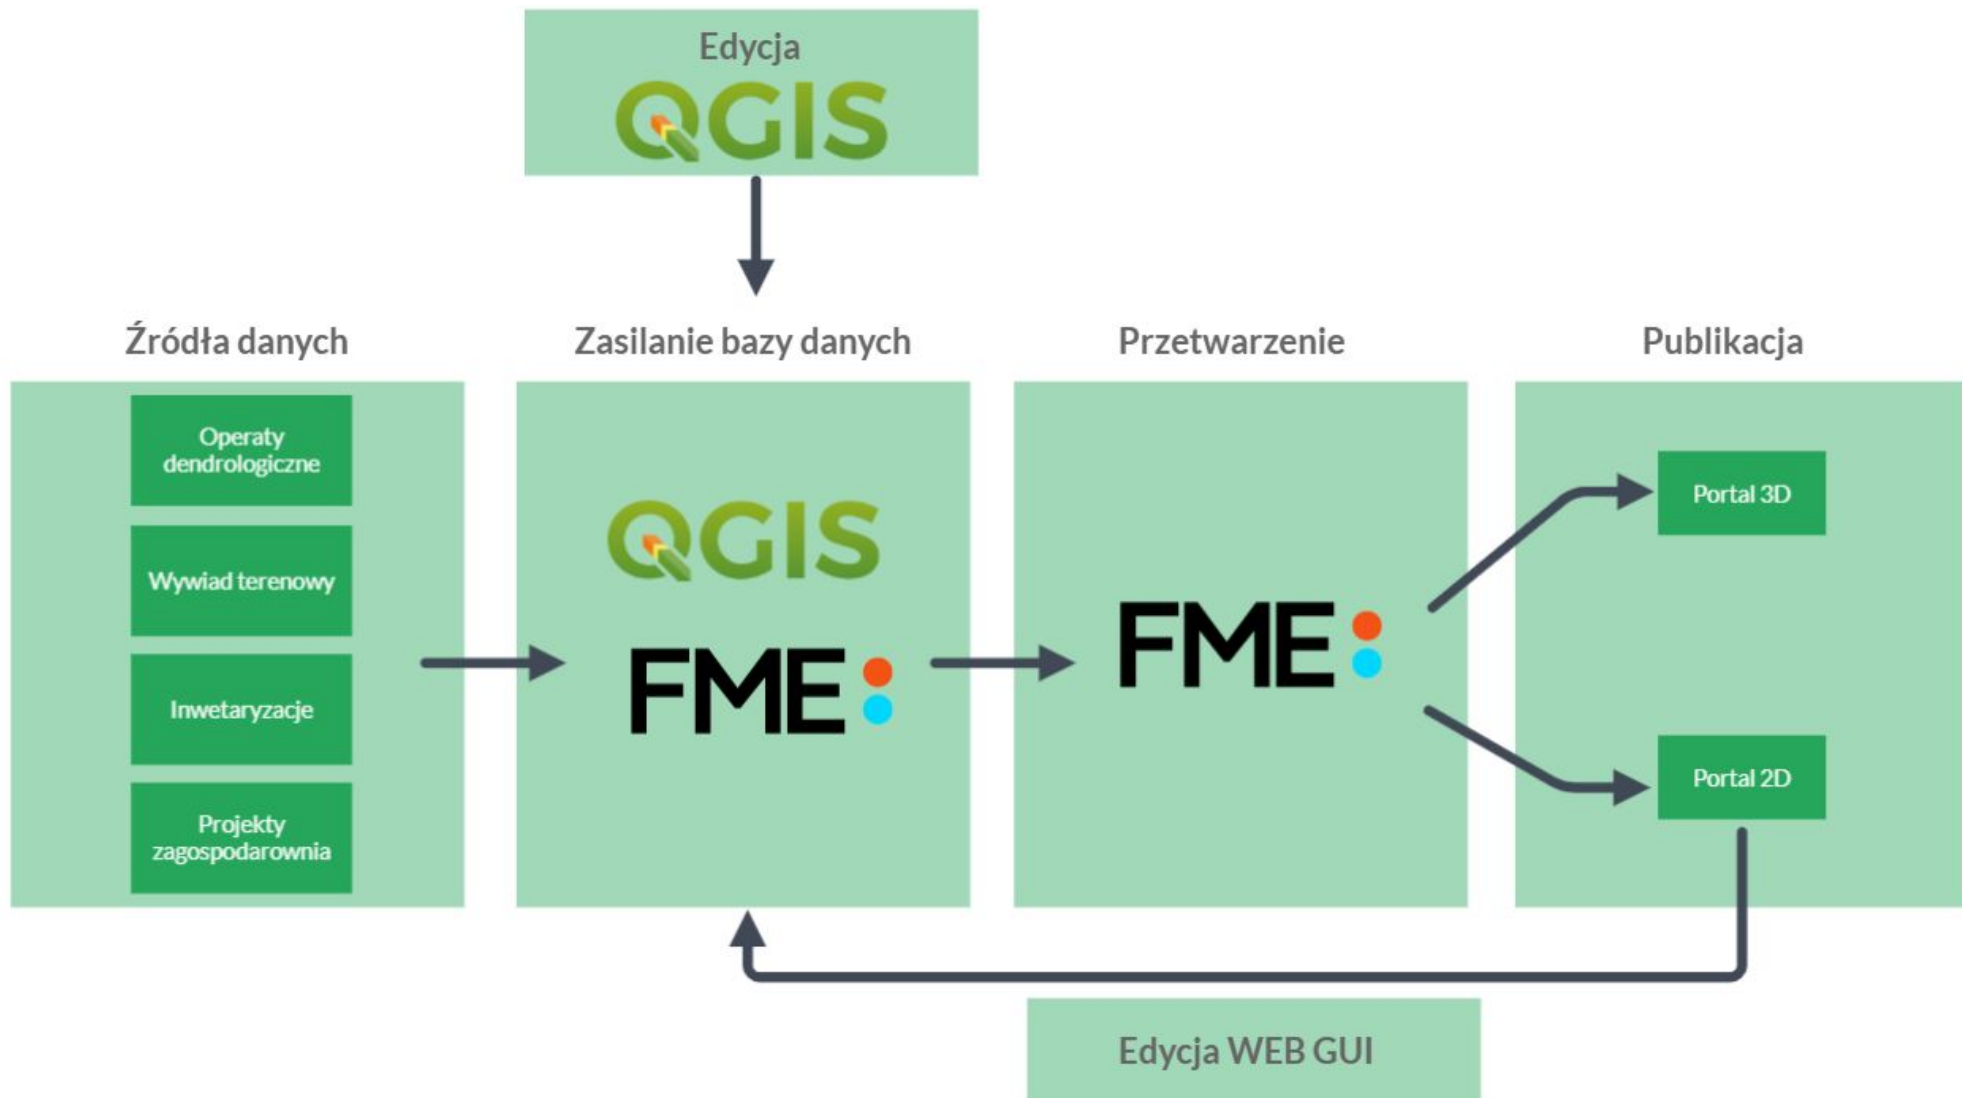 Edycja
QGIS
Źródła danych
Operaty
dendrologiczne
Wywiad terenowy
Inwetaryzacje
Projekty
zagospodarownia
Zasilanie bazy danych
QGIS
FME
Przetwarzenie
FME
Publikacja
Portal 3D
Portal 2D
Edycja WEB GUI